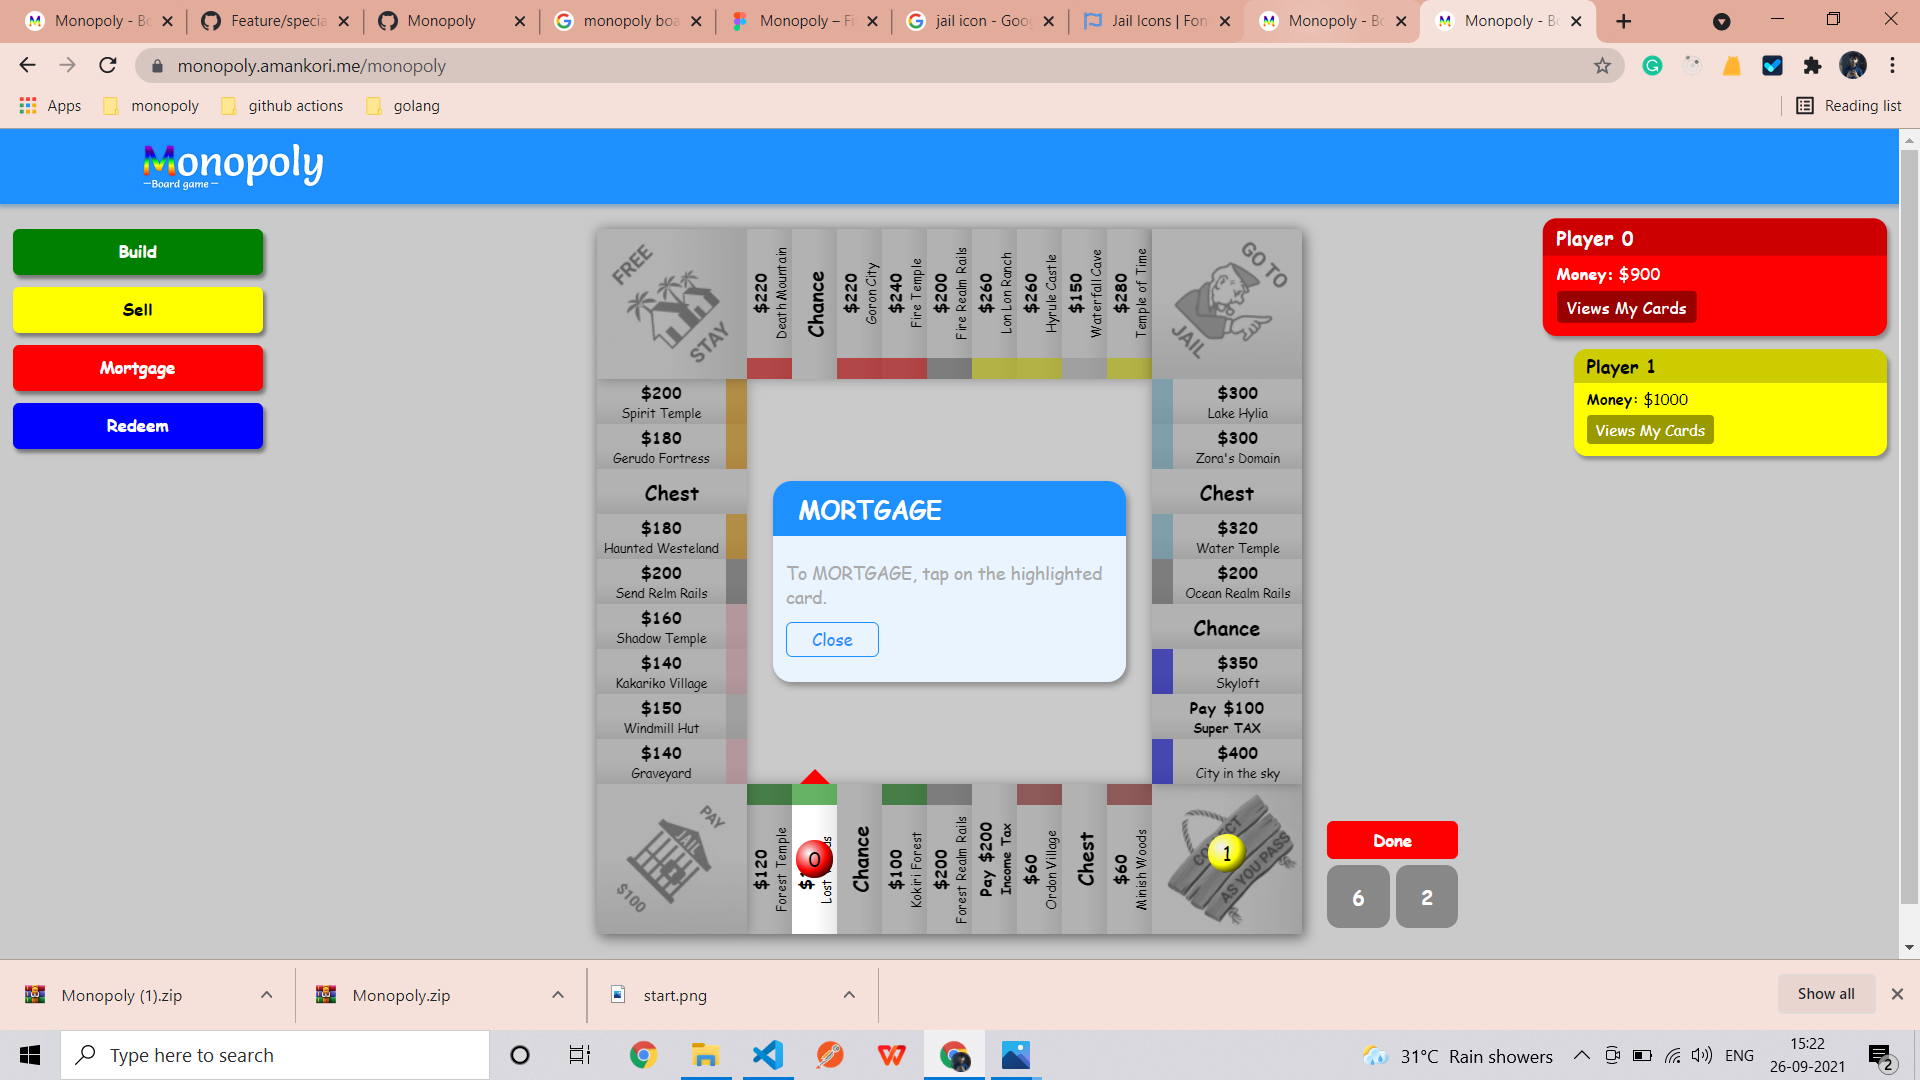 Monopoly - Bo
Feature/specia
Monopoly
monopoly boa
Monopoly – Fi
jail icon - Goo
Jail Icons | Fon
Monopoly - Bo
Monopoly - Bo
monopoly.amankori.me/monopoly
Apps
monopoly
github actions
golang
Reading list
Monopoly
Board game
Build
Sell
Mortgage
Redeem
FREE
STAY
$220
Death Mountain
Chance
$220
Goron City
$240
Fire Temple
$200
Fire Realm Rails
$260
Lon Lon Ranch
$260
Hyrule Castle
$150
Waterfall Cave
$280
Temple of Time
GO TO
JAIL
Player 0
Money: $900
Views My Cards
Player 1
Money: $1000
Views My Cards
$200
Spirit Temple
$180
Gerudo Fortress
Chest
$180
Haunted Westeland
$200
Send Relm Rails
$160
Shadow Temple
$140
Kakariko Village
$150
Windmill Hut
$140
Graveyard
MORTGAGE
To MORTGAGE, tap on the highlighted
card.
Close
$300
Lake Hylia
$300
Zora's Domain
Chest
$320
Water Temple
$200
Ocean Realm Rails
Chance
$350
Skyloft
Pay $100
Super TAX
$400
City in the sky
PAY
JAIL
$100
$120
Forest Temple
0
Lost
Chance
$100
Kokiri Forest
$200
Forest Realm Rails
Pay $200
Income Tax
$60
Ordon Village
Chest
$60
Minish Woods
1
AS YOU PASS
Done
6
2
Monopoly (1).zip
Monopoly.zip
start.png
Show all
Type here to search
31°C Rain showers
ENG
15:22
26-09-2021
2